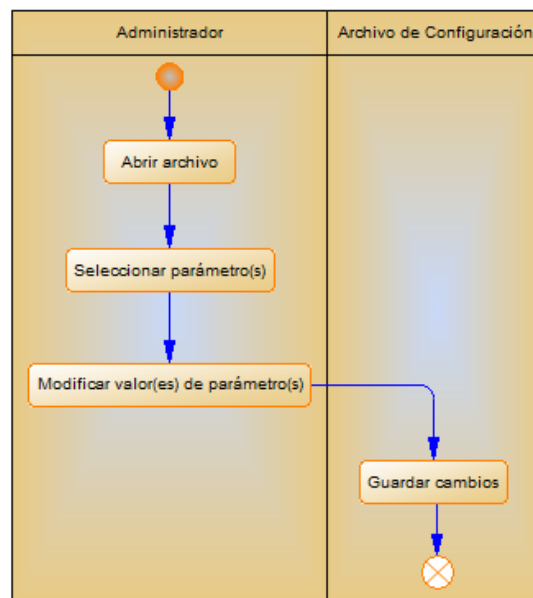 Administrador
Archivo de Configuración
Abrir archivo
Seleccionar parámetro(s)
Modificar valor(es) de parámetro(s)
Guardar cambios